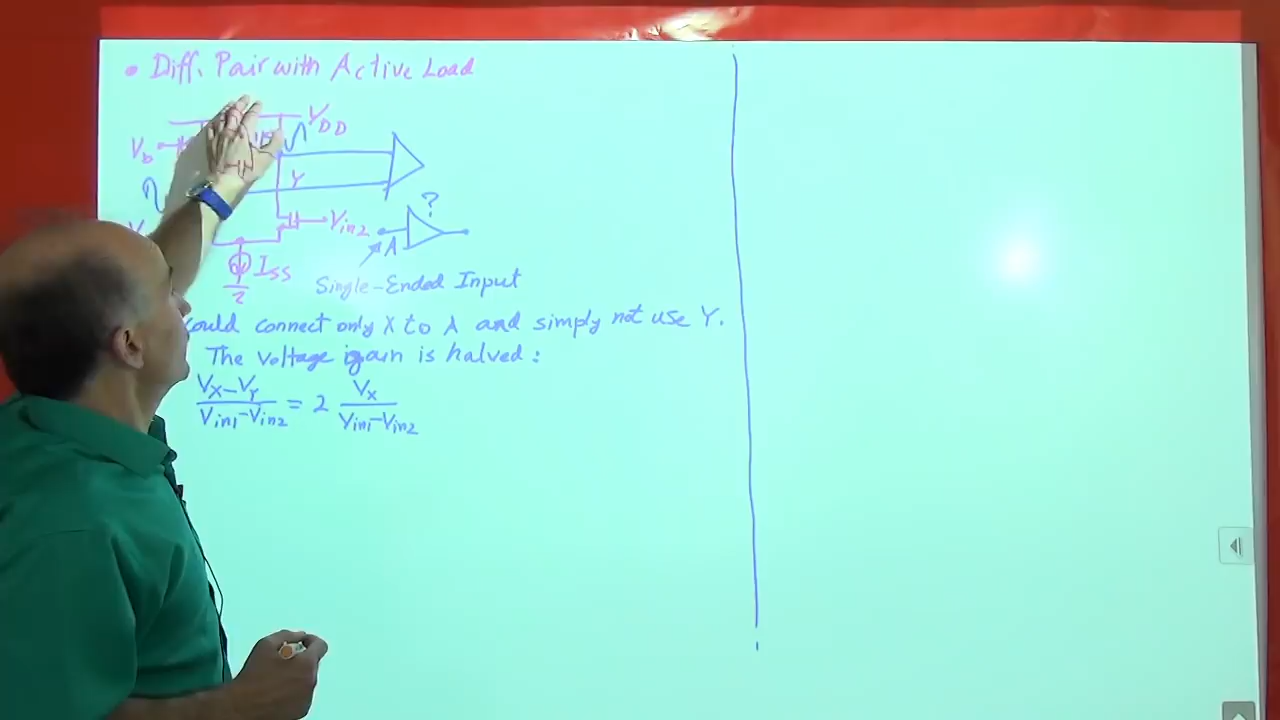 • Diff. Pair with Active Load
VDD
Vb
Y
Vin2
?
A
ISS
Single-Ended Input
could connect only X to A and simply not use Y.
The voltage gain is halved:
VX-VY / Vin1-Vin2 = 2 VX / Vin1-Vin2